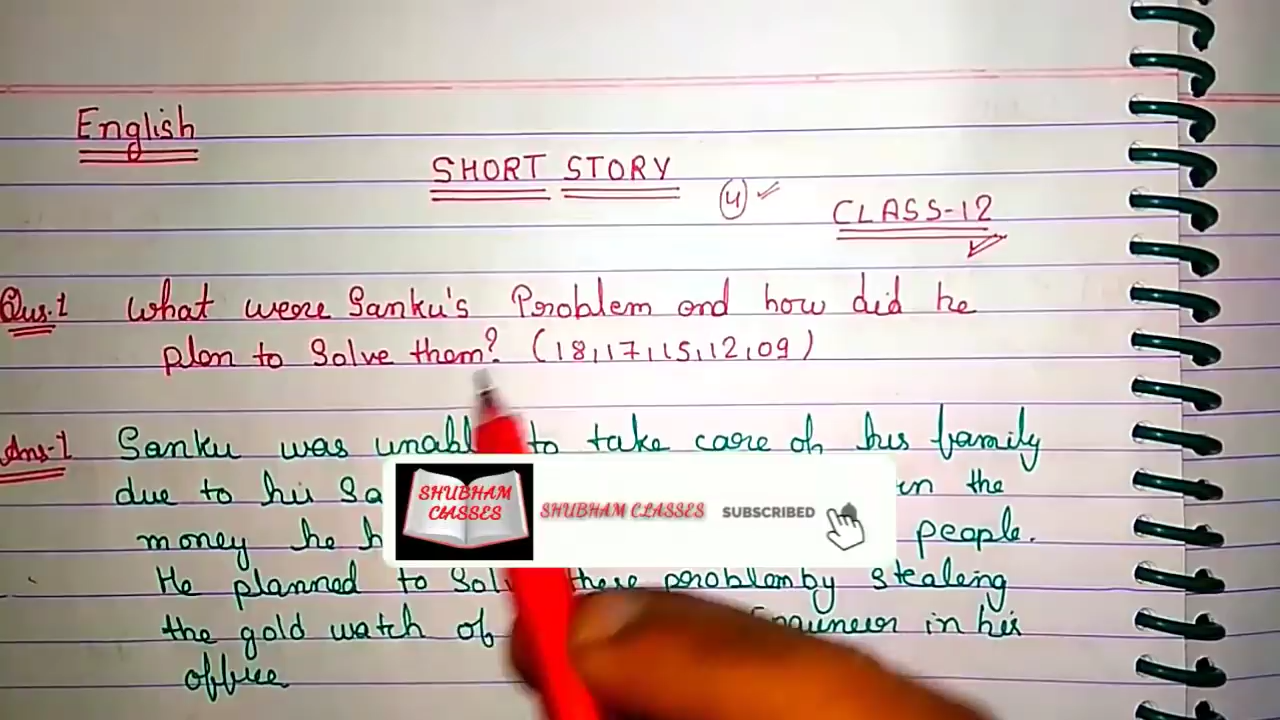 English
SHORT STORY
4
CLASS-12
Qus.1 What were Sanku's Problem and how did he
plan to Solve them? (18,17,15,12,09)
Ans-1 Sanku was unabl to take care of his family
due to his Sa in the
money he h people.
He planned to Solv these problem by Stealing
the gold watch of Engineer in his
office
SHUBHAM
ClASSES
SHUBHAM CLASSES SUBSCRIBED